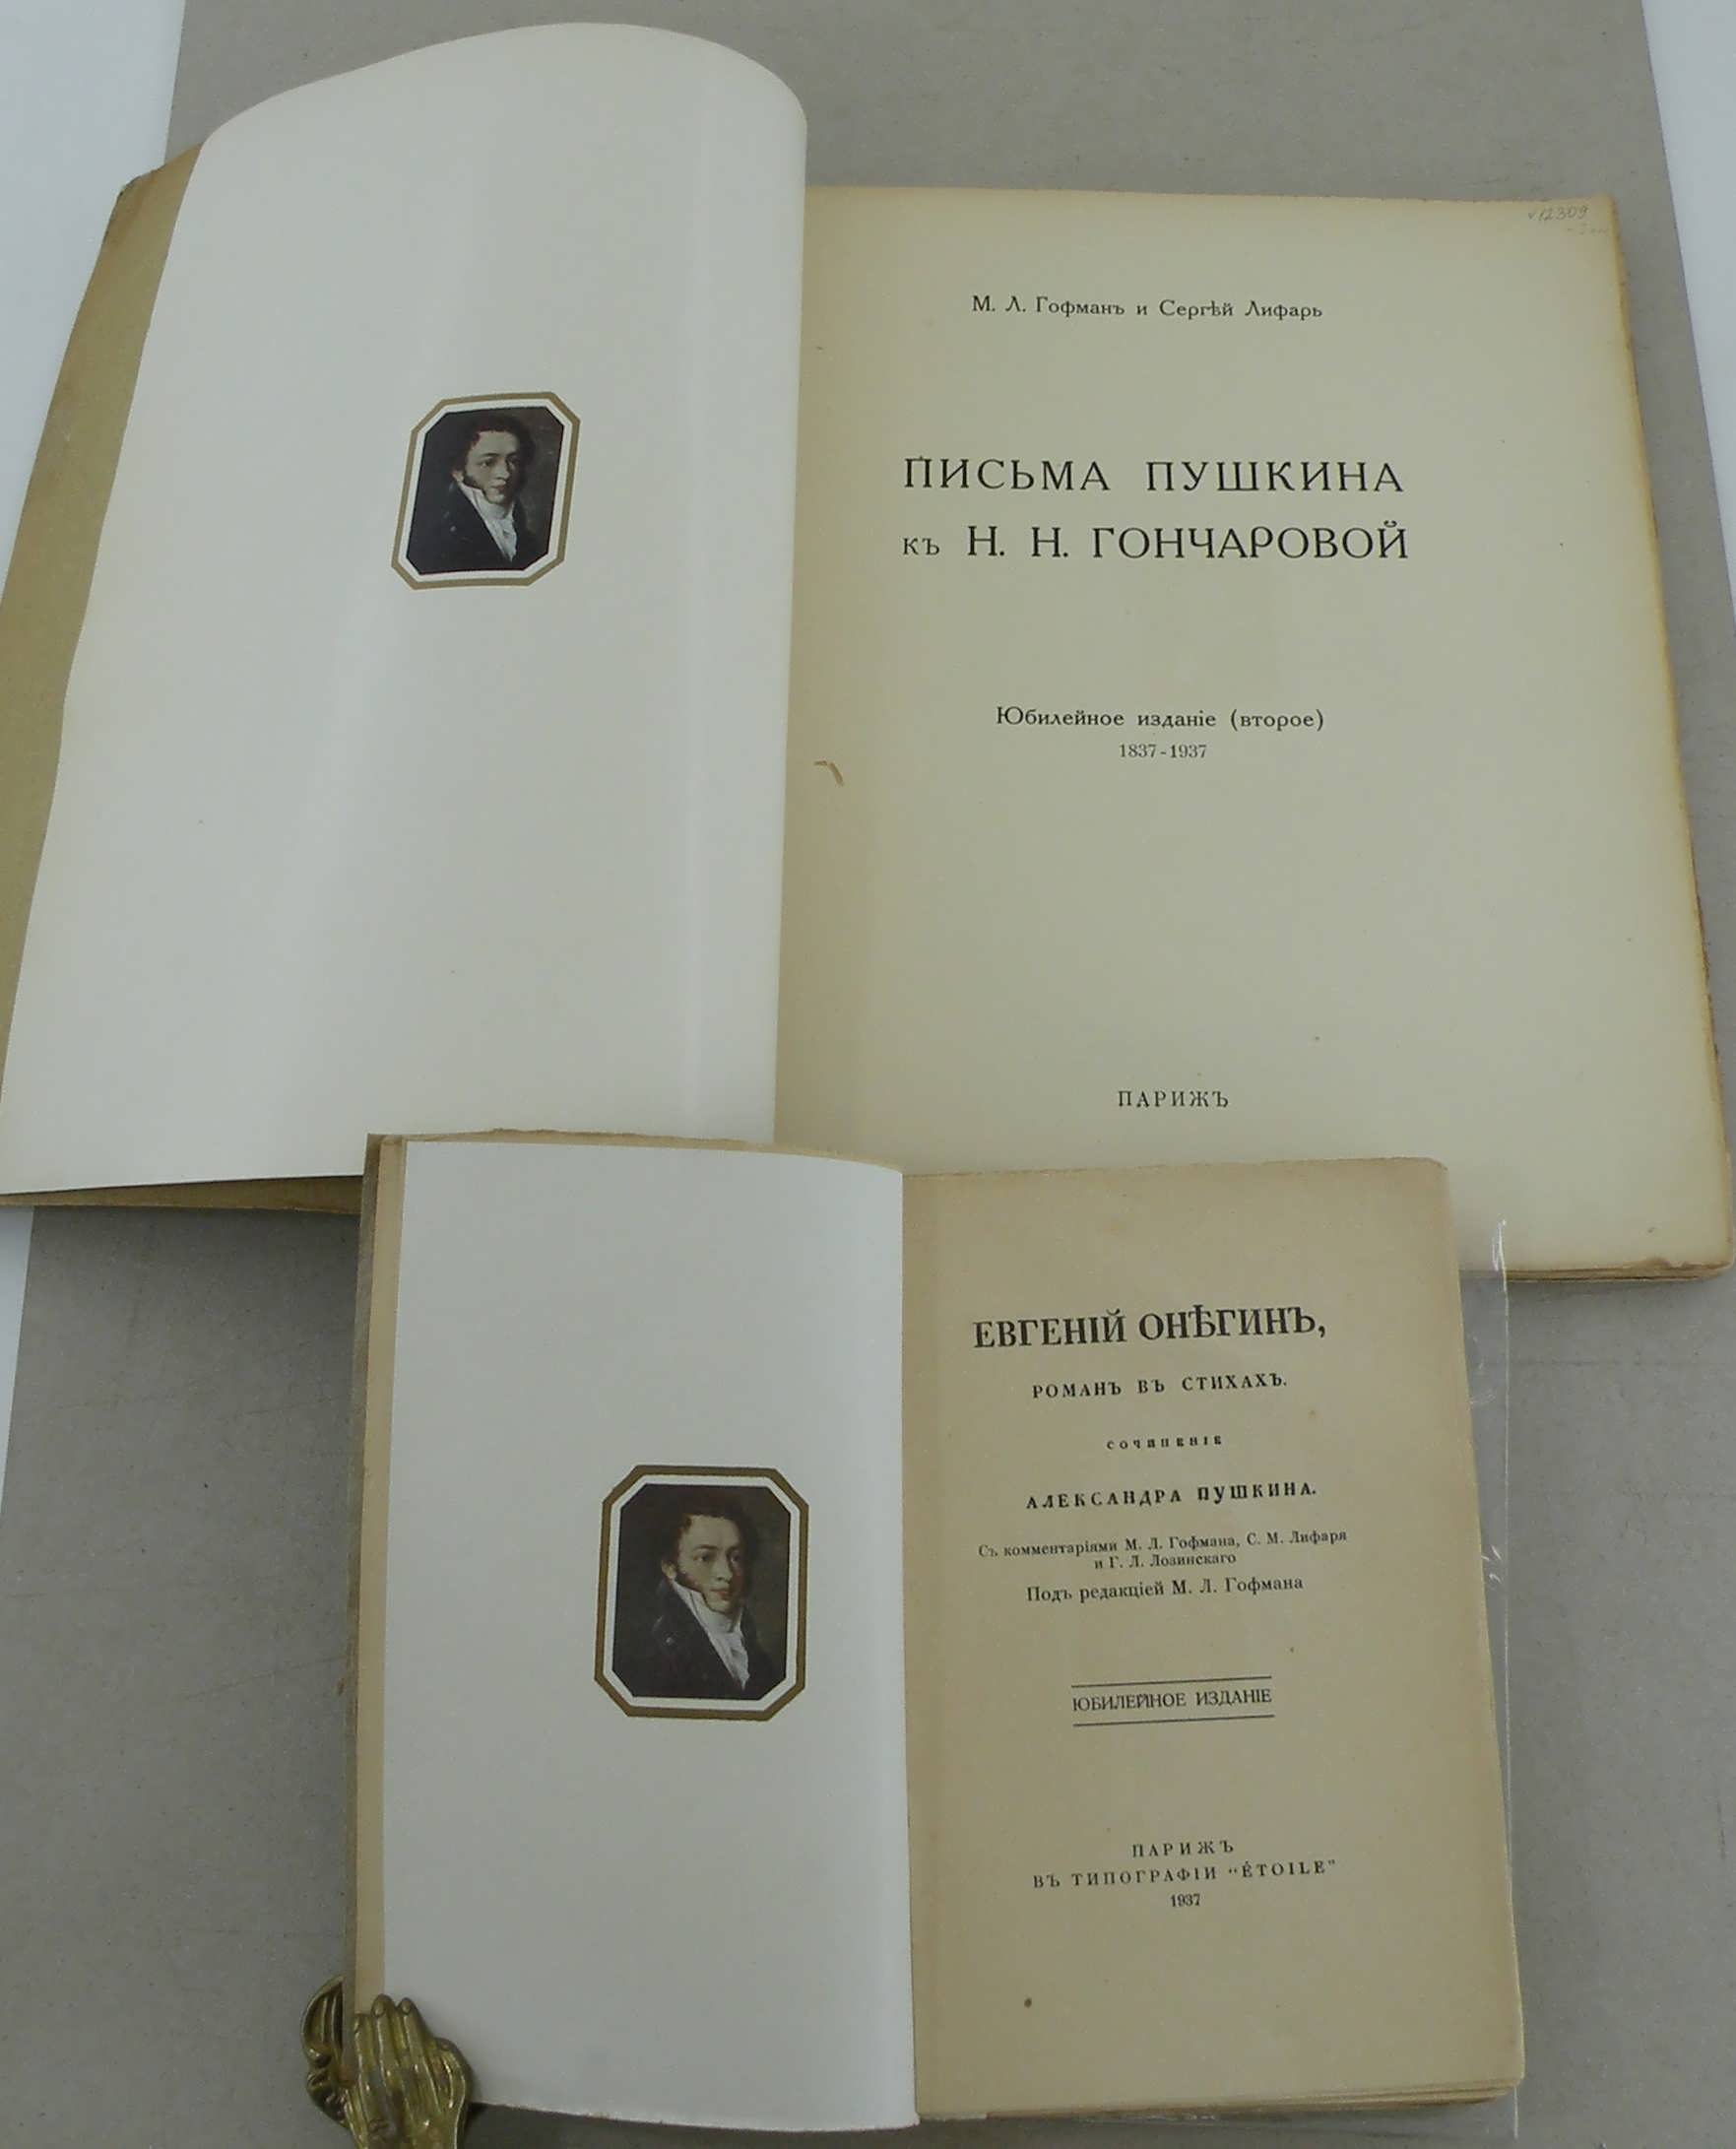 v 12309
М. Л. Гофманъ и Сергѣй Лифарь
ПИСЬМА ПУШКИНА
КЪ Н. Н. ГОНЧАРОВОЙ
Юбилейное изданіе (второе)
1837-1937
ПАРИЖЪ
ЕВГЕНІЙ ОНѢГИНЪ,
РОМАНЪ ВЪ СТИХАХЪ.
СОЧИНЕНІЕ
АЛЕКСАНДРА ПУШКИНА.
Съ комментаріями М. Л. Гофмана, С. М. Лифаря
и Г. Л. Лозинскаго
Подъ редакціей М. Л. Гофмана
ЮБИЛЕЙНОЕ ИЗДАНІЕ
ПАРИЖЪ
ВЪ ТИПОГРАФІИ "ÉTOILE"
1937